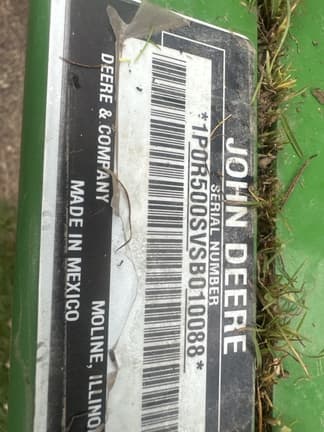 JOHN DEERE
SERIAL NUMBER
*1P0R500SVSB010088*
DEERE & COMPANY MOLINE, ILLINO
MADE IN MEXICO